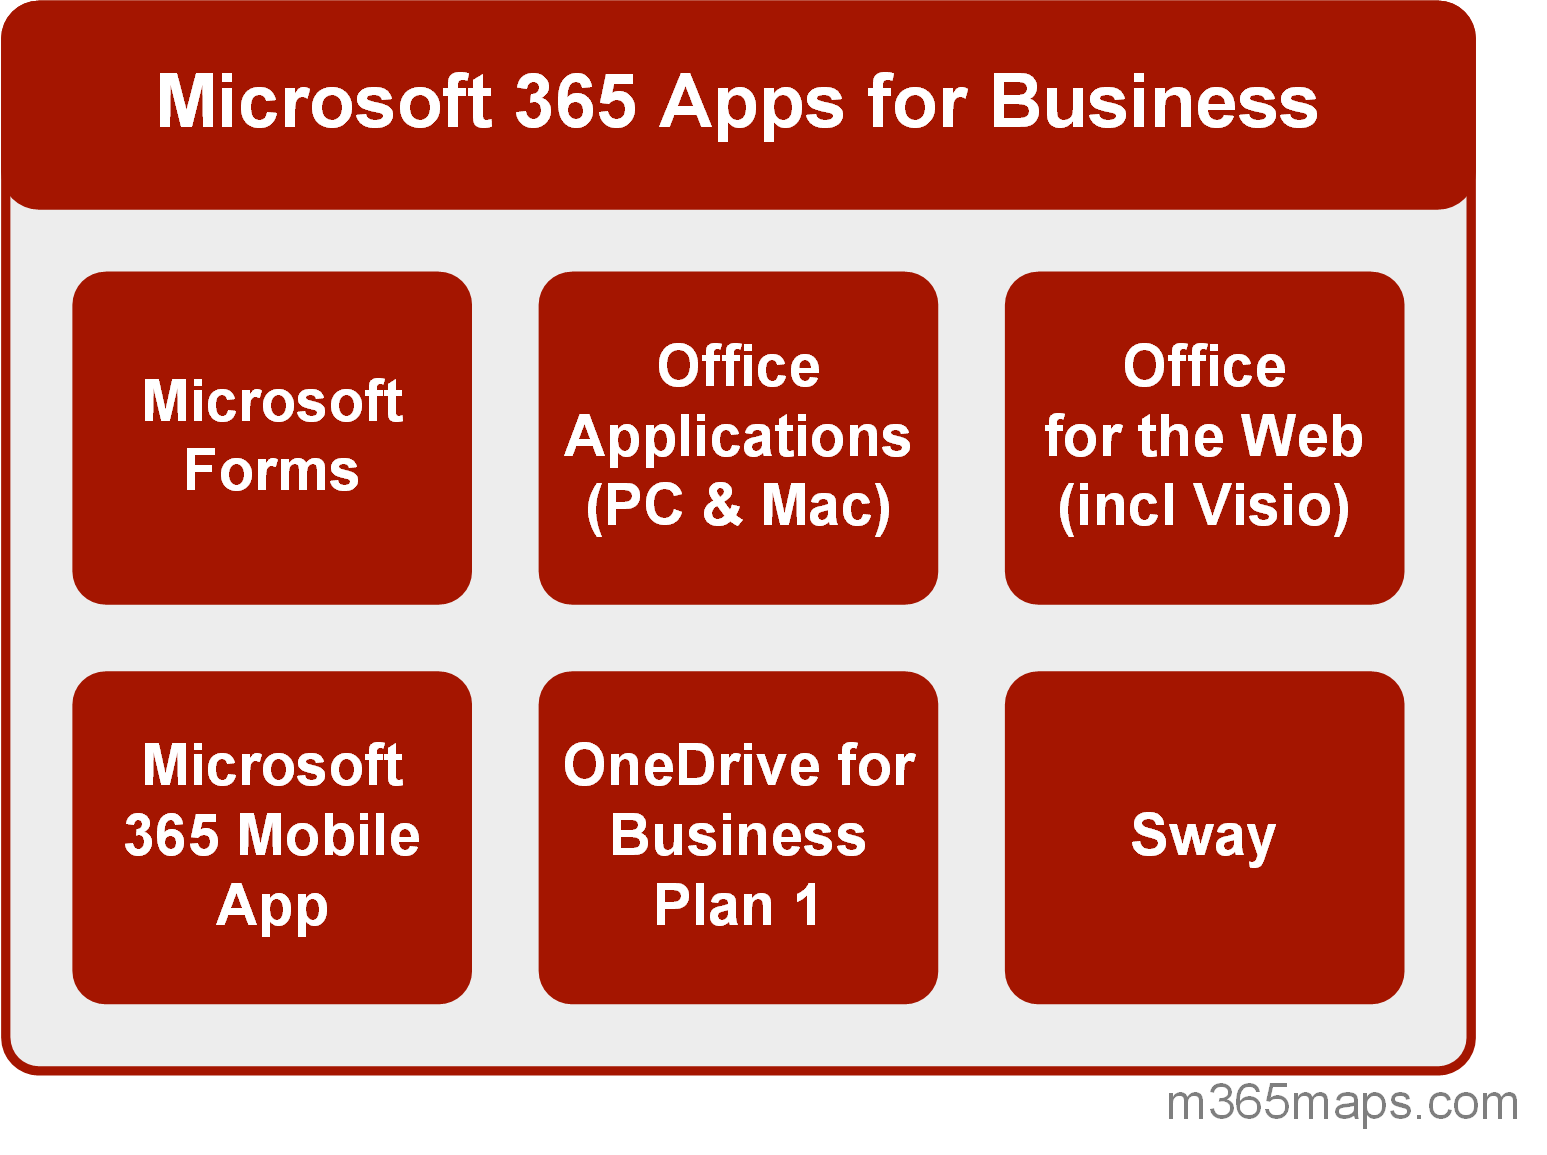 Microsoft 365 Apps for Business
Microsoft
Forms
Office
Applications
(PC & Mac)
Office
for the Web
(incl Visio)
Microsoft
365 Mobile
App
OneDrive for
Business
Plan 1
Sway
m365maps.com